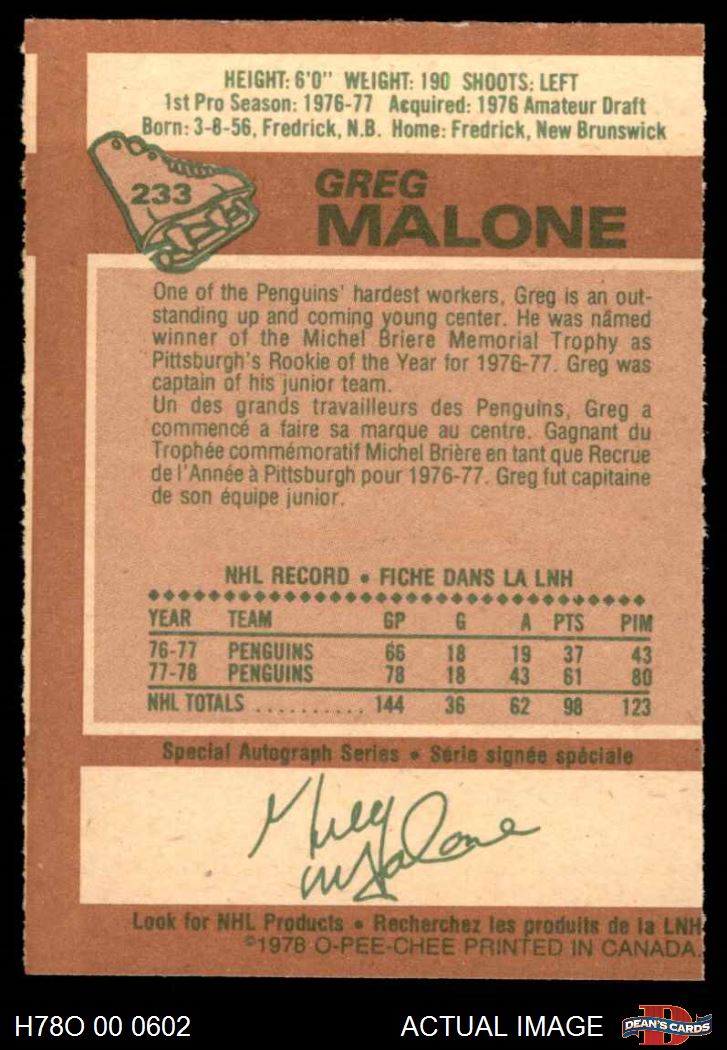 HEIGHT: 6'0" WEIGHT: 190 SHOOTS: LEFT
1st Pro Season: 1976-77 Acquired: 1976 Amateur Draft
Born: 3-8-56, Fredrick, N.B. Home: Fredrick, New Brunswick
233
GREG
MALONE
One of the Penguins' hardest workers, Greg is an out-
standing up and coming young center. He was named
winner of the Michel Briere Memorial Trophy as
Pittsburgh's Rookie of the Year for 1976-77. Greg was
captain of his junior team.
Un des grands travailleurs des Penguins, Greg a
commencé a faire sa marque au centre. Gagnant du
Trophée commémoratif Michel Brière en tant que Recrue
de l'Année à Pittsburgh pour 1976-77. Greg fut capitaine
de son équipe junior.
NHL RECORD • FICHE DANS LA LNH
YEAR TEAM GP G A PTS PIM
76-77 PENGUINS 66 18 19 37 43
77-78 PENGUINS 78 18 43 61 80
NHL TOTALS .......... 144 36 62 98 123
Special Autograph Series • Série signée spéciale
Greg
Malone
Look for NHL Products • Recherchez les produits de la LNH
©1978 O-PEE-CHEE PRINTED IN CANADA.
H78O 00 0602 ACTUAL IMAGE
D
DEAN'S CARDS